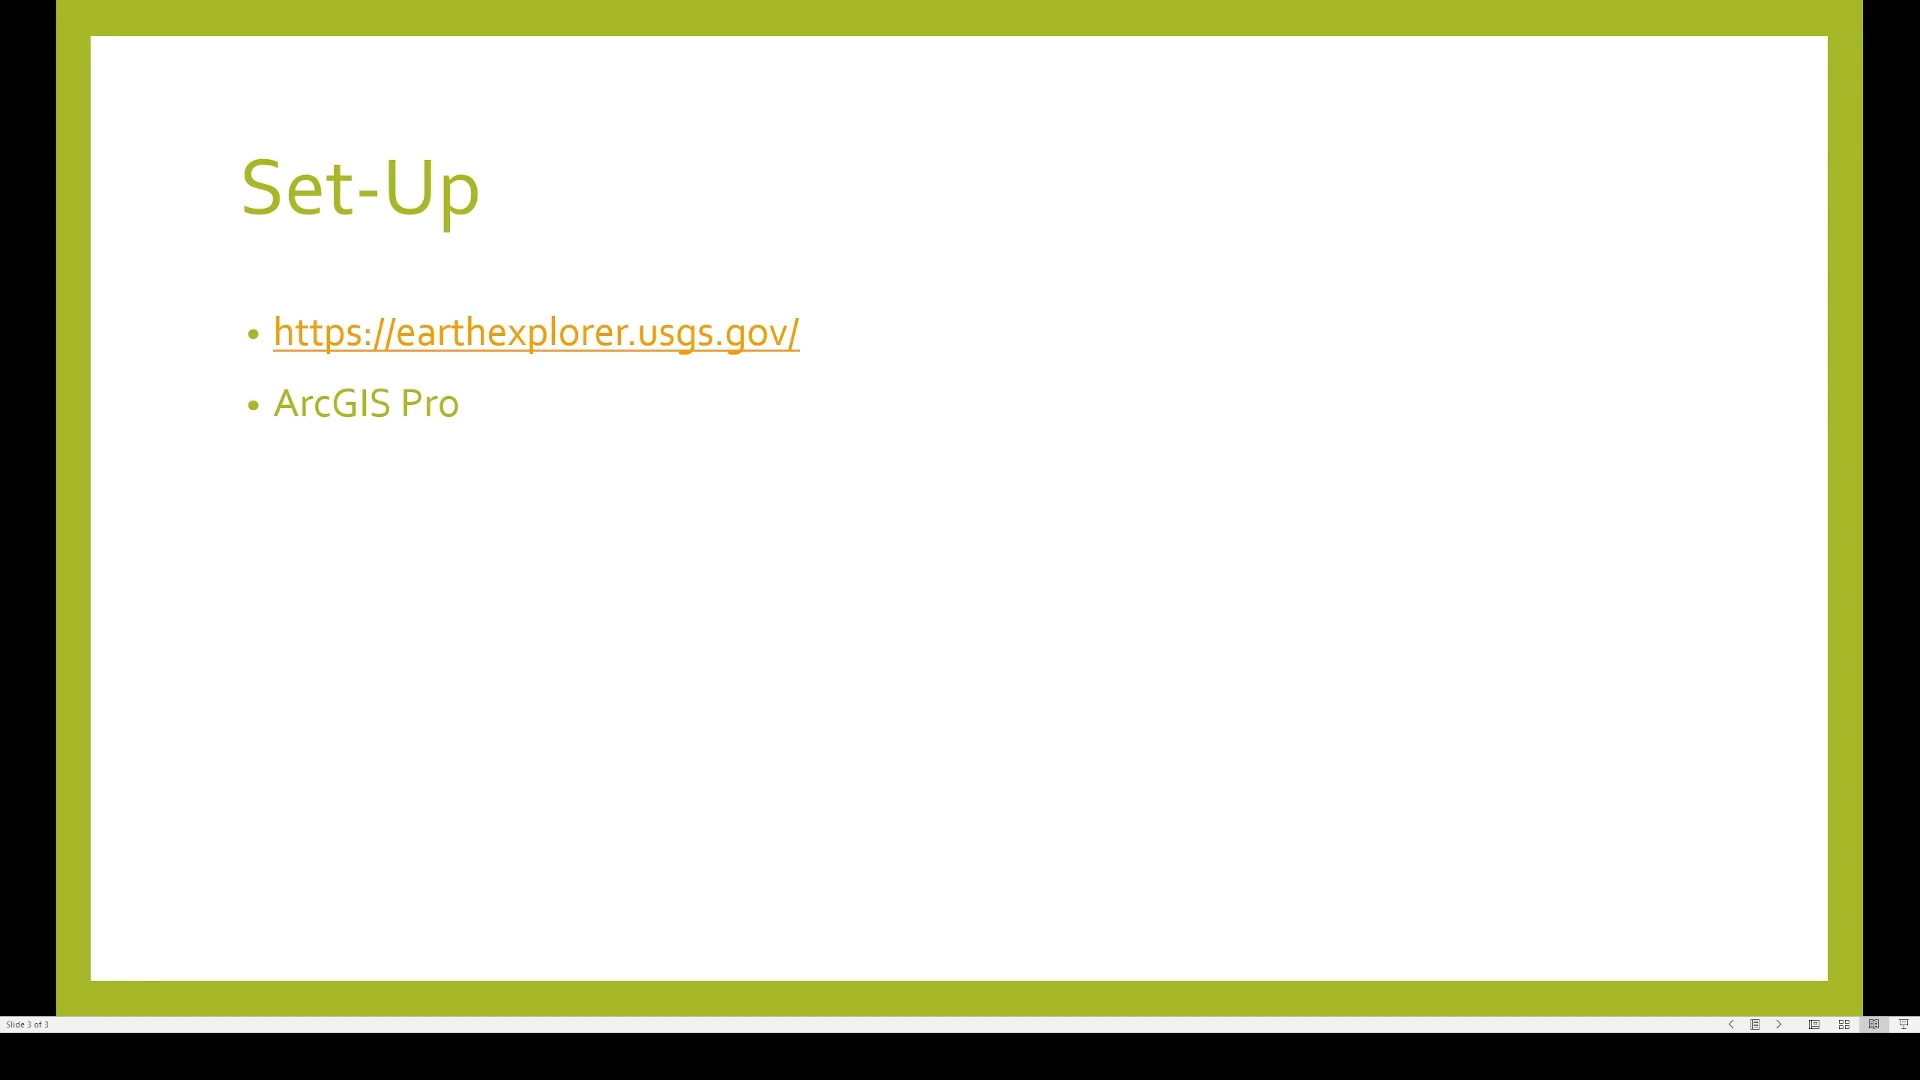 Set-Up
• https://earthexplorer.usgs.gov/
• ArcGIS Pro
Slide 3 of 3